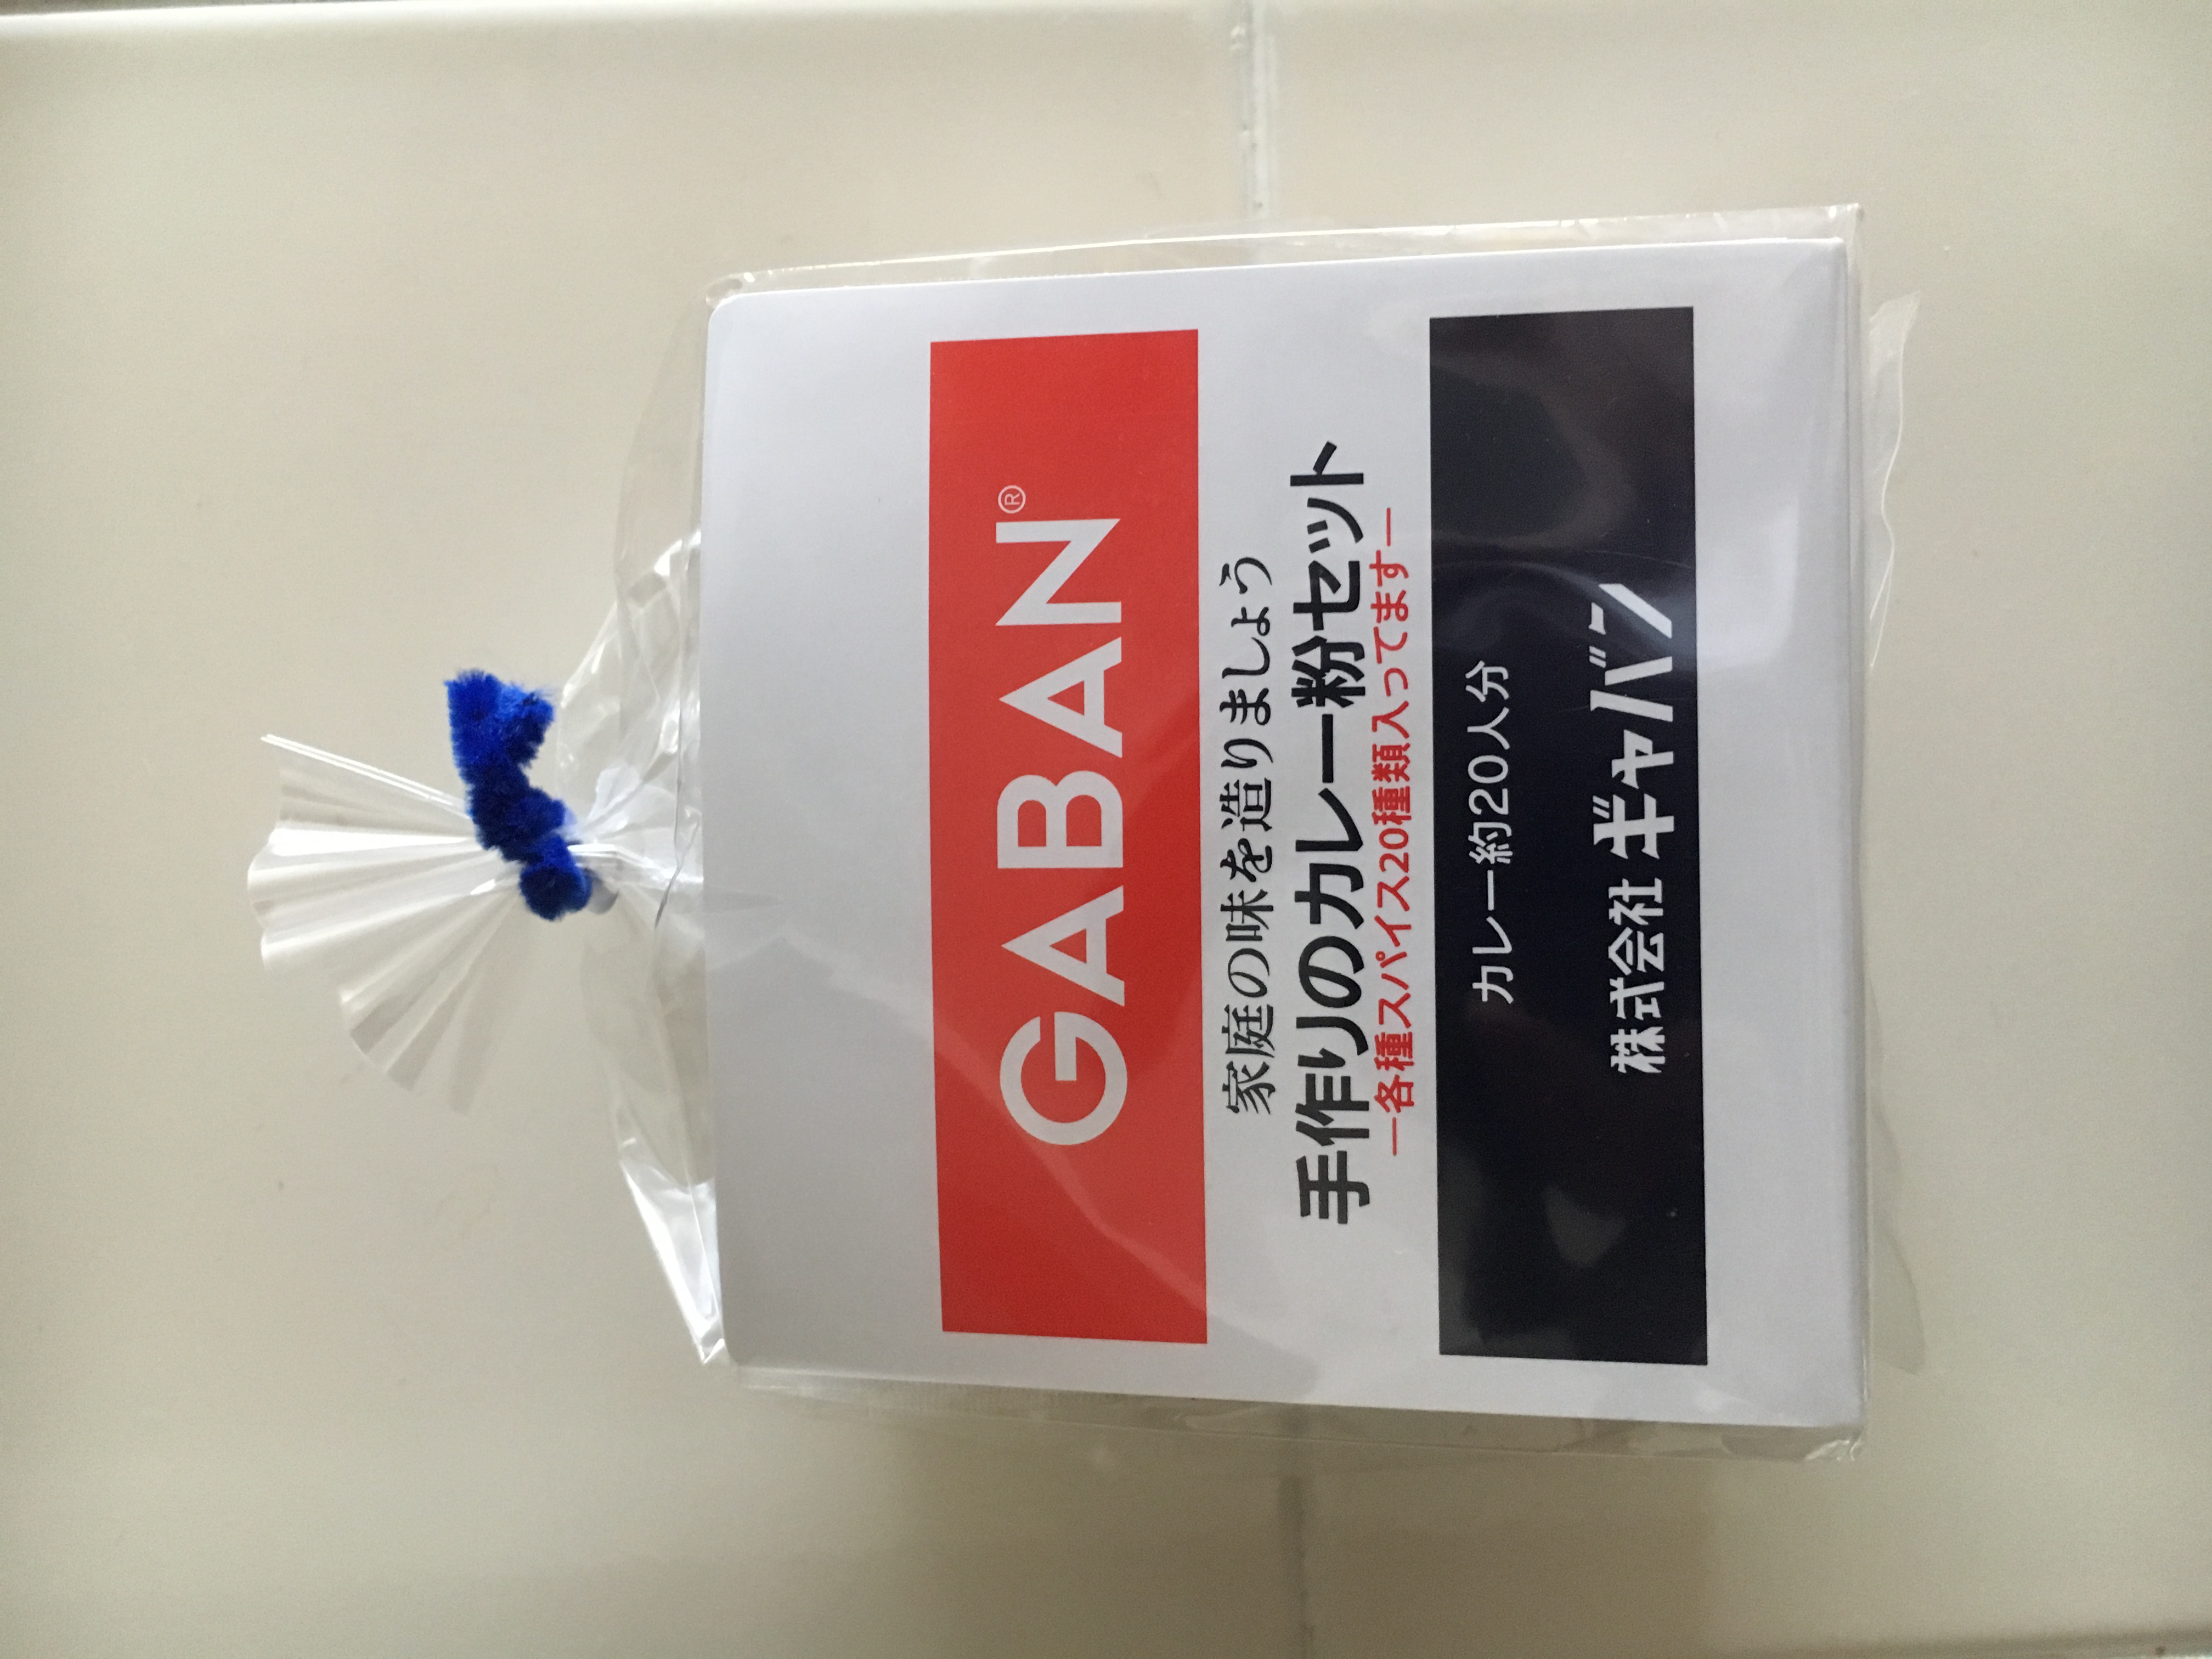 GABAN®
家庭の味を造りましょう
手作りのカレー粉セット
―各種スパイス20種類入ってます―
カレー約20人分
株式会社 ギャバン